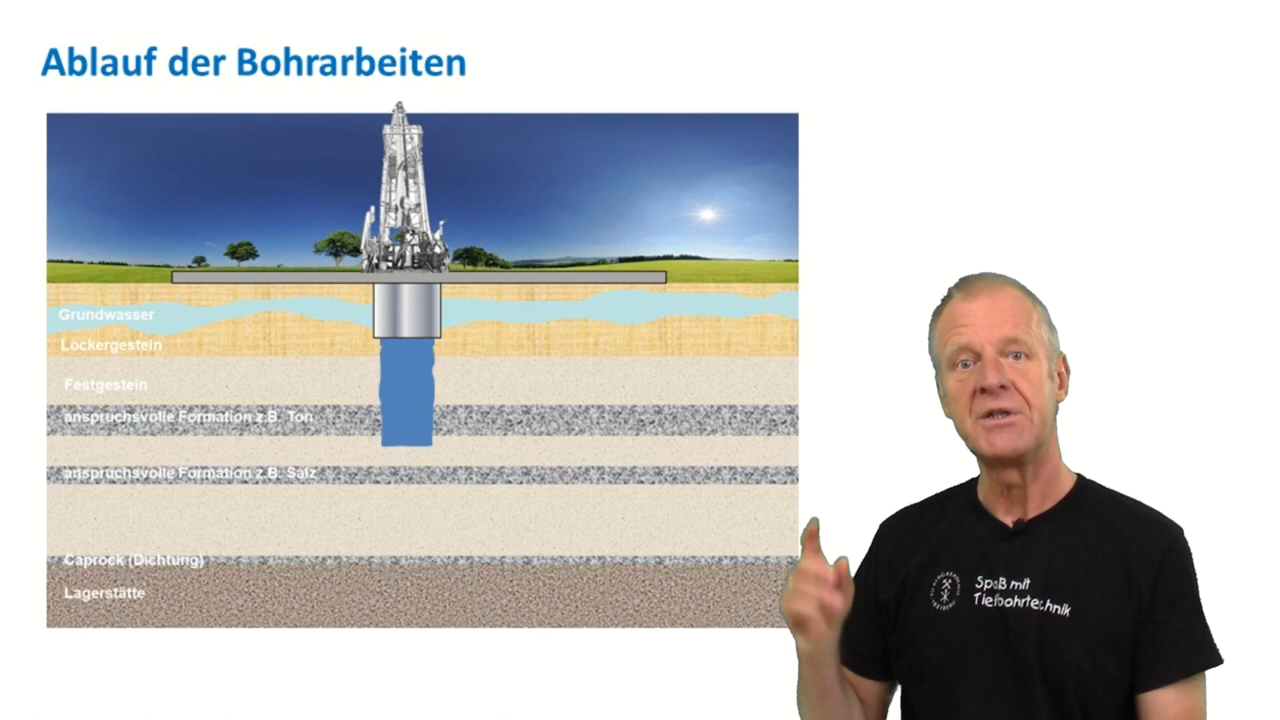 Ablauf der Bohrarbeiten
Grundwasser
Lockergestein
Festgestein
anspruchsvolle Formation z.B. Ton
anspruchsvolle Formation z.B. Salz
Caprock (Dichtung)
Lagerstätte
Spaß mit
Tiefbohrtechnik